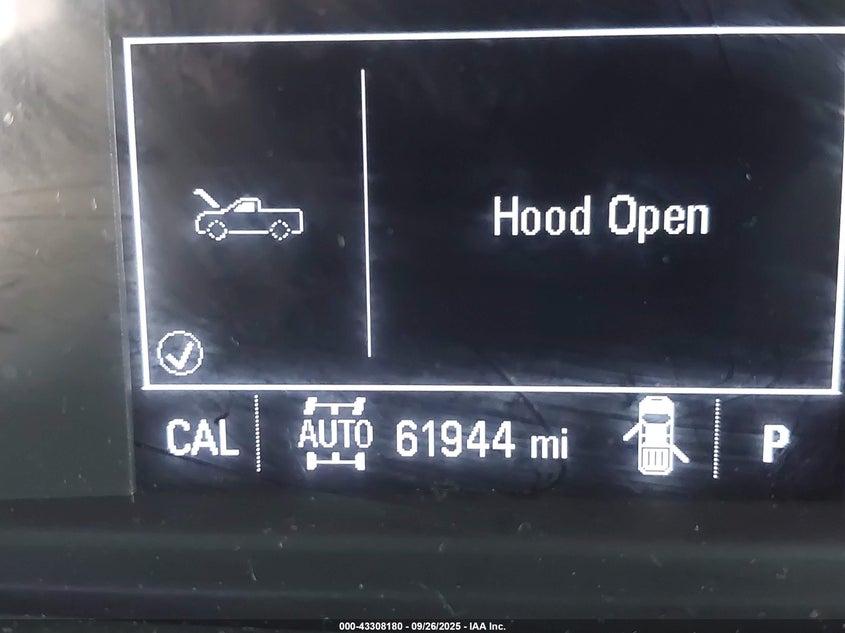 Hood Open
CAL AUTO 61944 mi P
000-43308180 - 09/26/2025 - IAA Inc.